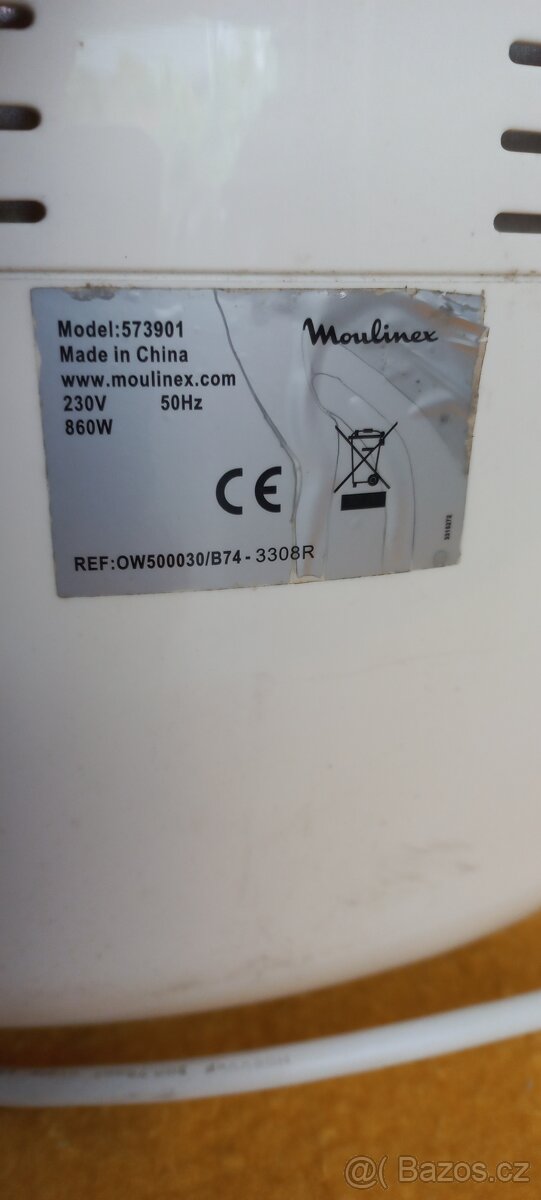 Model:573901
Moulinex
Made in China
www.moulinex.com
230V 50Hz
860W
CE
REF:OW500030/B74-3308R
@( Bazos.cz